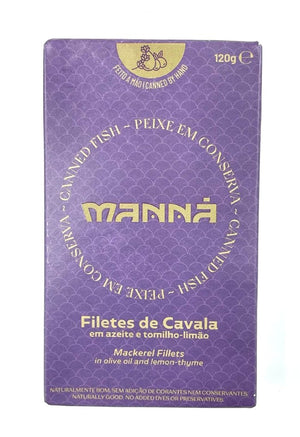 FEITO À MÃO | CANNED BY HAND
120g ℮
CANNED FISH ~ PEIXE EM CONSERVA ~ CANNED FISH ~ PEIXE EM CONSERVA ~
MANNÁ
Filetes de Cavala
em azeite e tomilho-limão
Mackerel Fillets
in olive oil and lemon-thyme
NATURALMENTE BOM: SEM ADIÇÃO DE CORANTES NEM CONSERVANTES
NATURALLY GOOD: NO ADDED DYES OR PRESERVATIVES